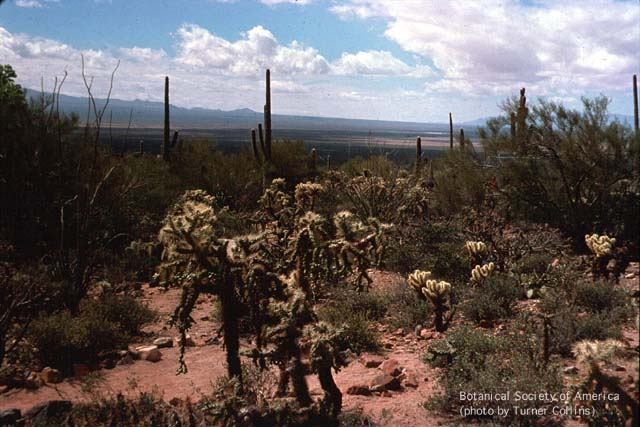 Botanical Society of America
(photo by Turner Collins)